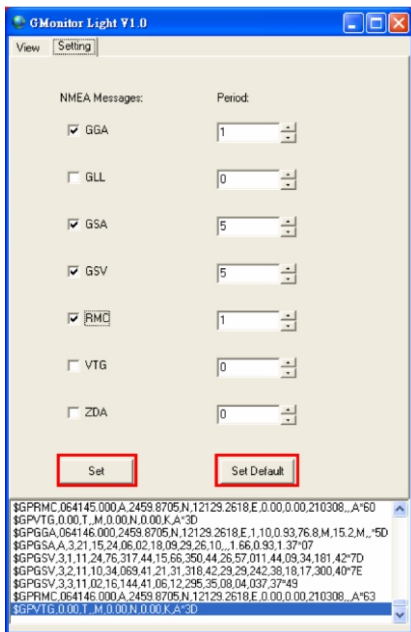 GMonitor Light V1.0
View Setting
NMEA Messages: Period:
GGA 1
GLL 0
GSA 5
GSV 5
RMC 1
VTG 0
ZDA 0
Set Set Default
$GPRMC,064145.000,A,2459.8705,N,12129.2618,E,0.00,0.00,210308,,,A*60
$GPVTG,0.00,T,,M,0.00,N,0.00,K,A*3D
$GPGGA,064146.000,2459.8705,N,12129.2618,E,1,10,0.93,76.8,M,15.2,M,,*5D
$GPGSA,A,3,21,15,24,06,02,18,09,29,26,10,,,1.66,0.93,1.37*07
$GPGSV,3,1,11,24,76,317,44,15,66,350,44,26,57,011,44,09,34,181,42*7D
$GPGSV,3,2,11,10,34,069,41,21,31,318,42,29,29,242,38,18,17,300,40*7E
$GPGSV,3,3,11,02,16,144,41,06,12,295,35,08,04,037,37*49
$GPRMC,064146.000,A,2459.8705,N,12129.2618,E,0.00,0.00,210308,,,A*63
$GPVTG,0.00,T,,M,0.00,N,0.00,K,A*3D